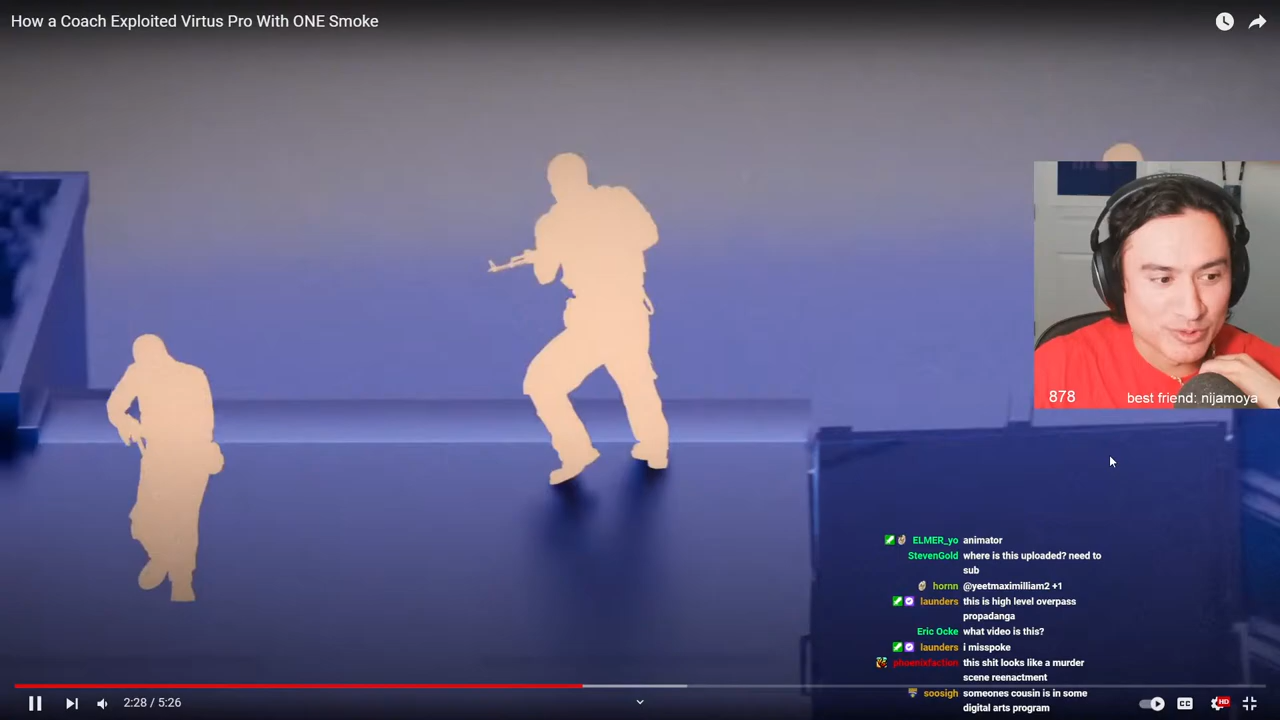 How a Coach Exploited Virtus Pro With ONE Smoke
878
best friend: nijamoya
ELMER_yo animator
StevenGold where is this uploaded? need to
sub
hornn @yeetmaximilliam2 +1
launders this is high level overpass
propadanga
Eric Ocke what video is this?
launders i misspoke
phoenixfaction this shit looks like a murder
scene reenactment
soosigh someones cousin is in some
digital arts program
2:28 / 5:26
CC
HD